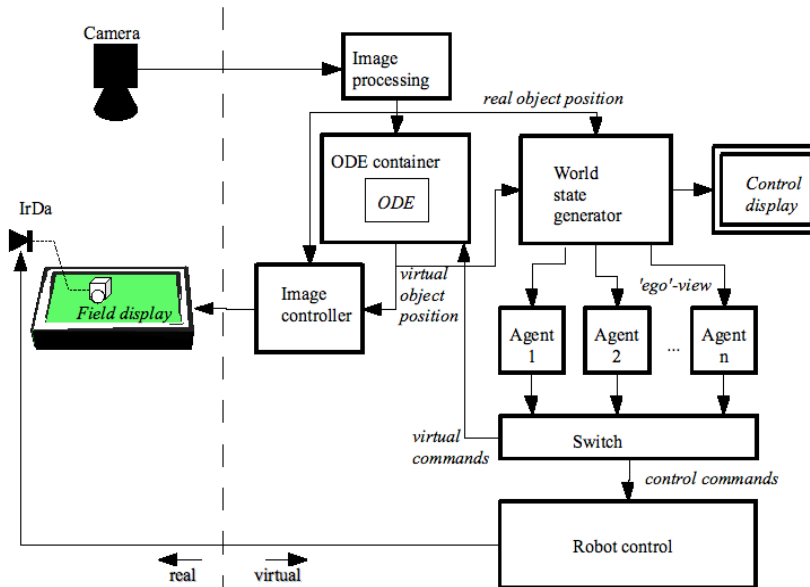 Camera
Image
processing
real object position
ODE container
ODE
World
state
generator
Control
display
IrDa
Field display
Image
controller
virtual
object
position
'ego'-view
Agent
1
Agent
2
...
Agent
n
virtual
commands
Switch
control commands
Robot control
real
virtual